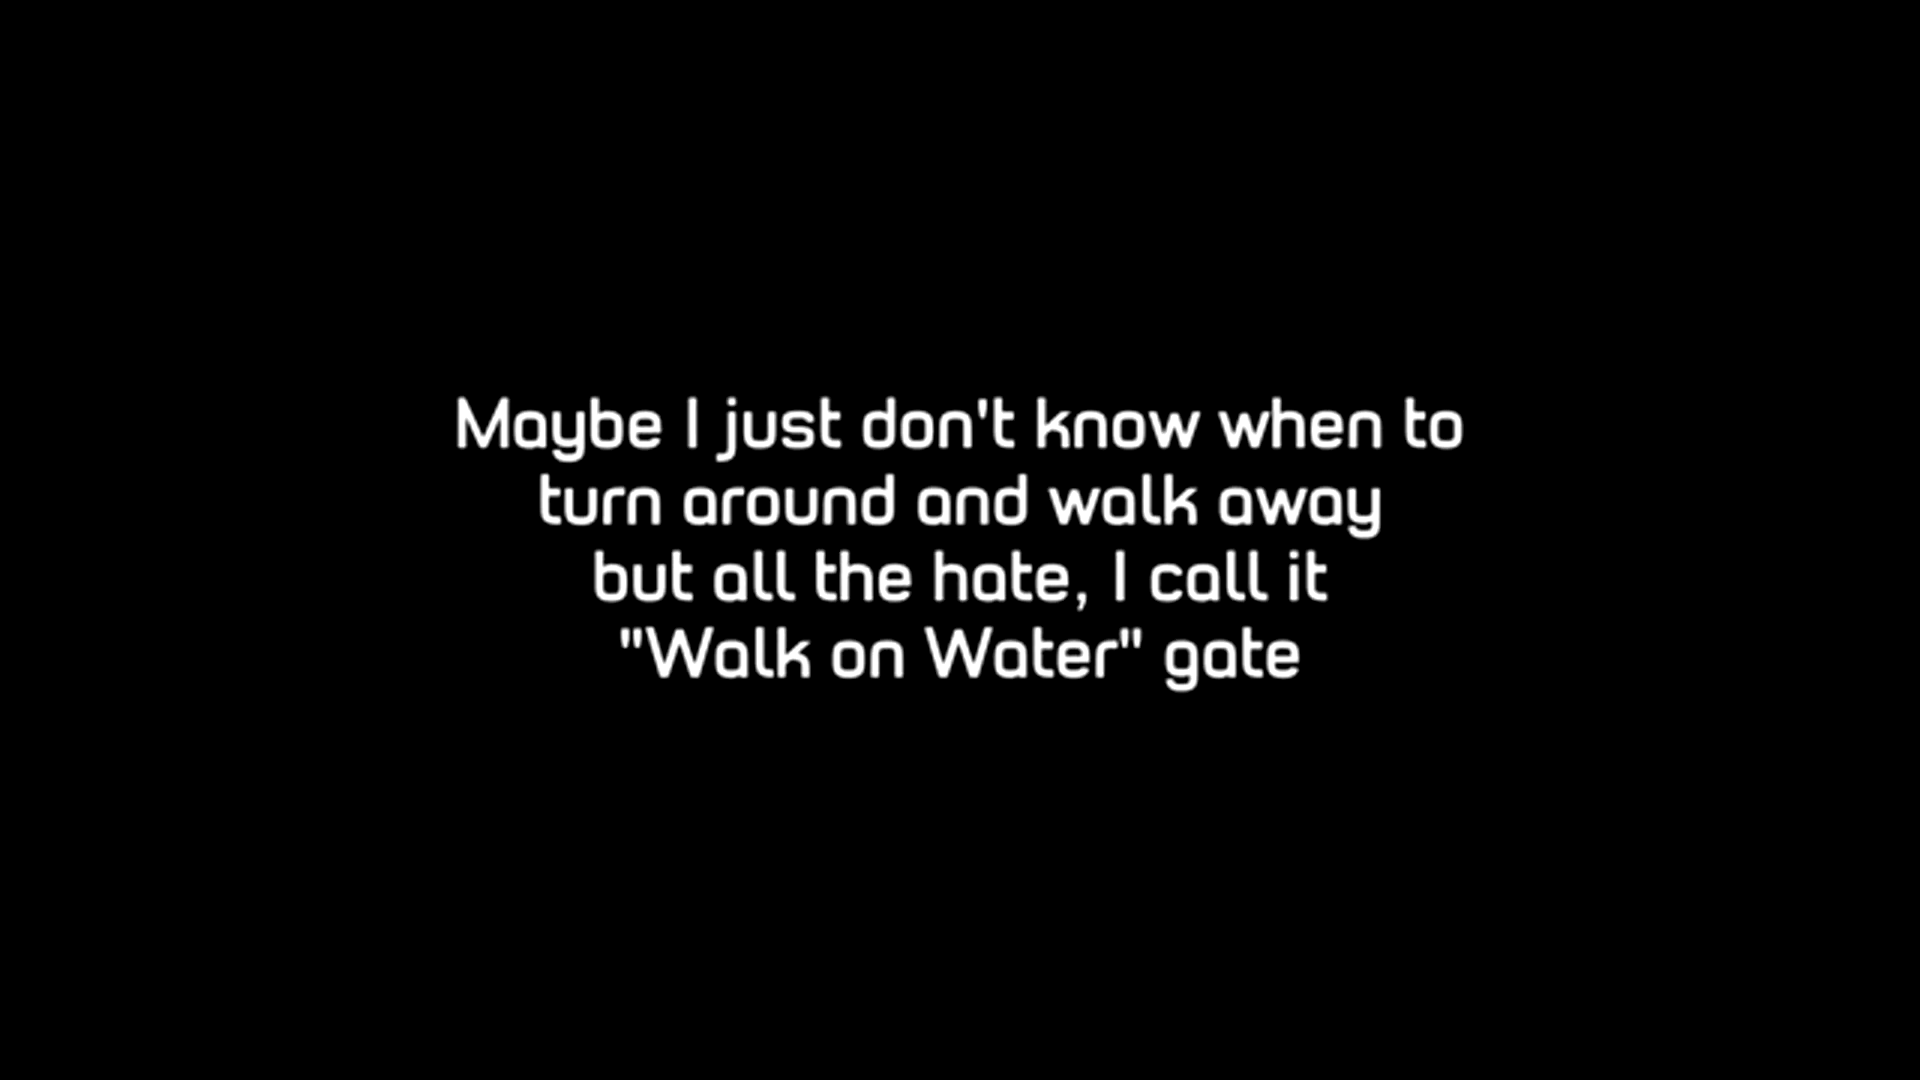 Maybe I just don't know when to
turn around and walk away
but all the hate, I call it
"Walk on Water" gate